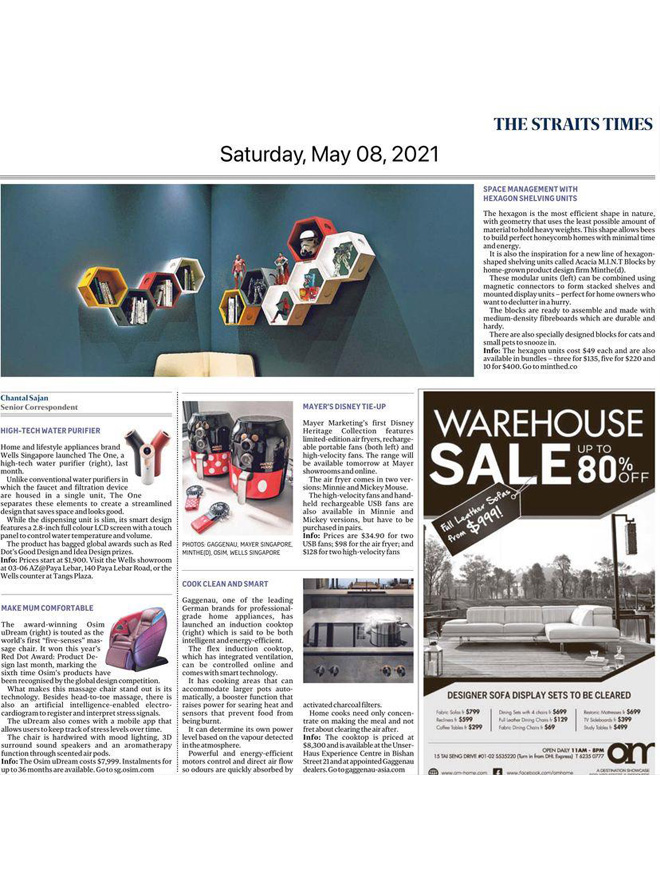 THE STRAITS TIMES
Saturday, May 08, 2021
SPACE MANAGEMENT WITH
HEXAGON SHELVING UNITS
The hexagon is the most efficient shape in nature,
with geometry that uses the least possible amount of
material to hold heavy weights. This shape allows bees
to build perfect honeycomb homes with minimal time
and energy.
It is also the inspiration for a new line of hexagon-
shaped shelving units called Acacia M.I.N.T Blocks by
home-grown product design firm Minthe(d).
These modular units (left) can be combined using
magnetic connectors to form stacked shelves and
mounted display units – perfect for home owners who
want to declutter in a hurry.
The blocks are ready to assemble and made with
medium-density fibreboards which are durable and
hardy.
There are also specially designed blocks for cats and
small pets to snooze in.
Info: The hexagon units cost $49 each and are also
available in bundles – three for $135, five for $220 and
10 for $400. Go to minthed.co
Chantal Sajan
Senior Correspondent
HIGH-TECH WATER PURIFIER
Home and lifestyle appliances brand
Wells Singapore launched The One, a
high-tech water purifier (right), last
month.
Unlike conventional water purifiers in
which the faucet and filtration device
are housed in a single unit, The One
separates these elements to create a streamlined
design that saves space and looks good.
While the dispensing unit is slim, its smart design
features a 2.8-inch full colour LCD screen with a touch
panel to control water temperature and volume.
The product has bagged global awards such as Red
Dot's Good Design and Idea Design prizes.
Info: Prices start at $1,900. Visit the Wells showroom
at 03-06 AZ@Paya Lebar, 140 Paya Lebar Road, or the
Wells counter at Tangs Plaza.
MAKE MUM COMFORTABLE
The award-winning Osim
uDream (right) is touted as the
world's first "five-senses" mas-
sage chair. It won this year's
Red Dot Award: Product De-
sign last month, marking the
sixth time Osim's products have
been recognised by the global design competition.
What makes this massage chair stand out is its
technology. Besides head-to-toe massage, there is
also an artificial intelligence-enabled electro-
cardiogram to register and interpret stress signals.
The uDream also comes with a mobile app that
allows users to keep track of stress levels over time.
The chair is hardwired with mood lighting, 3D
surround sound speakers and an aromatherapy
function through scented air pods.
Info: The Osim uDream costs $7,999. Instalments for
up to 36 months are available. Go to sg.osim.com
PHOTOS: GAGGENAU, MAYER SINGAPORE,
MINTHE(D), OSIM, WELLS SINGAPORE
COOK CLEAN AND SMART
Gaggenau, one of the leading
German brands for professional-
grade home appliances, has
launched an induction cooktop
(right) which is said to be both
intelligent and energy-efficient.
The flex induction cooktop,
which has integrated ventilation,
can be controlled online and
comes with smart technology.
It has cooking areas that can
accommodate larger pots auto-
matically, a booster function that
raises power for searing heat and
sensors that prevent food from
being burnt.
It can determine its own power
level based on the vapour detected
in the atmosphere.
Powerful and energy-efficient
motors control and direct air flow
so odours are quickly absorbed by
MAYER'S DISNEY TIE-UP
Mayer Marketing's first Disney
Heritage Collection features
limited-edition air fryers, recharge-
able portable fans (both left) and
high-velocity fans. The range will
be available tomorrow at Mayer
showrooms and online.
The air fryer comes in two ver-
sions: Minnie and Mickey Mouse.
The high-velocity fans and hand-
held rechargeable USB fans are
also available in Minnie and
Mickey versions, but have to be
purchased in pairs.
Info: Prices are $34.90 for two
USB fans; $98 for the air fryer; and
$128 for two high-velocity fans
activated charcoal filters.
Home cooks need only concen-
trate on making the meal and not
fret about clearing the air after.
Info: The cooktop is priced at
$8,300 and is available at the Unser-
Haus Experience Centre in Bishan
Street 21 and at appointed Gaggenau
dealers. Go to gaggenau-asia.com
WAREHOUSE
SALE UP TO 80% OFF
Full Leather Sofas
from $999!
DESIGNER SOFA DISPLAY SETS TO BE CLEARED
Fabric Sofas fr $799
Recliners fr $599
Coffee Tables fr $299
Dining Sets with 4 chairs fr $699
Full Leather Dining Chairs fr $129
Fabric Dining Chairs fr $69
Restonic Mattresses fr $699
TV Sideboards fr $399
Study Tables fr $499
OPEN DAILY 11AM - 8PM
15 TAI SENG DRIVE #01-02 S535220 (Turn in from DHL Express) T 6235 0777
om
A DESTINATION SHOWCASE
www.om-home.com www.facebook.com/omhome